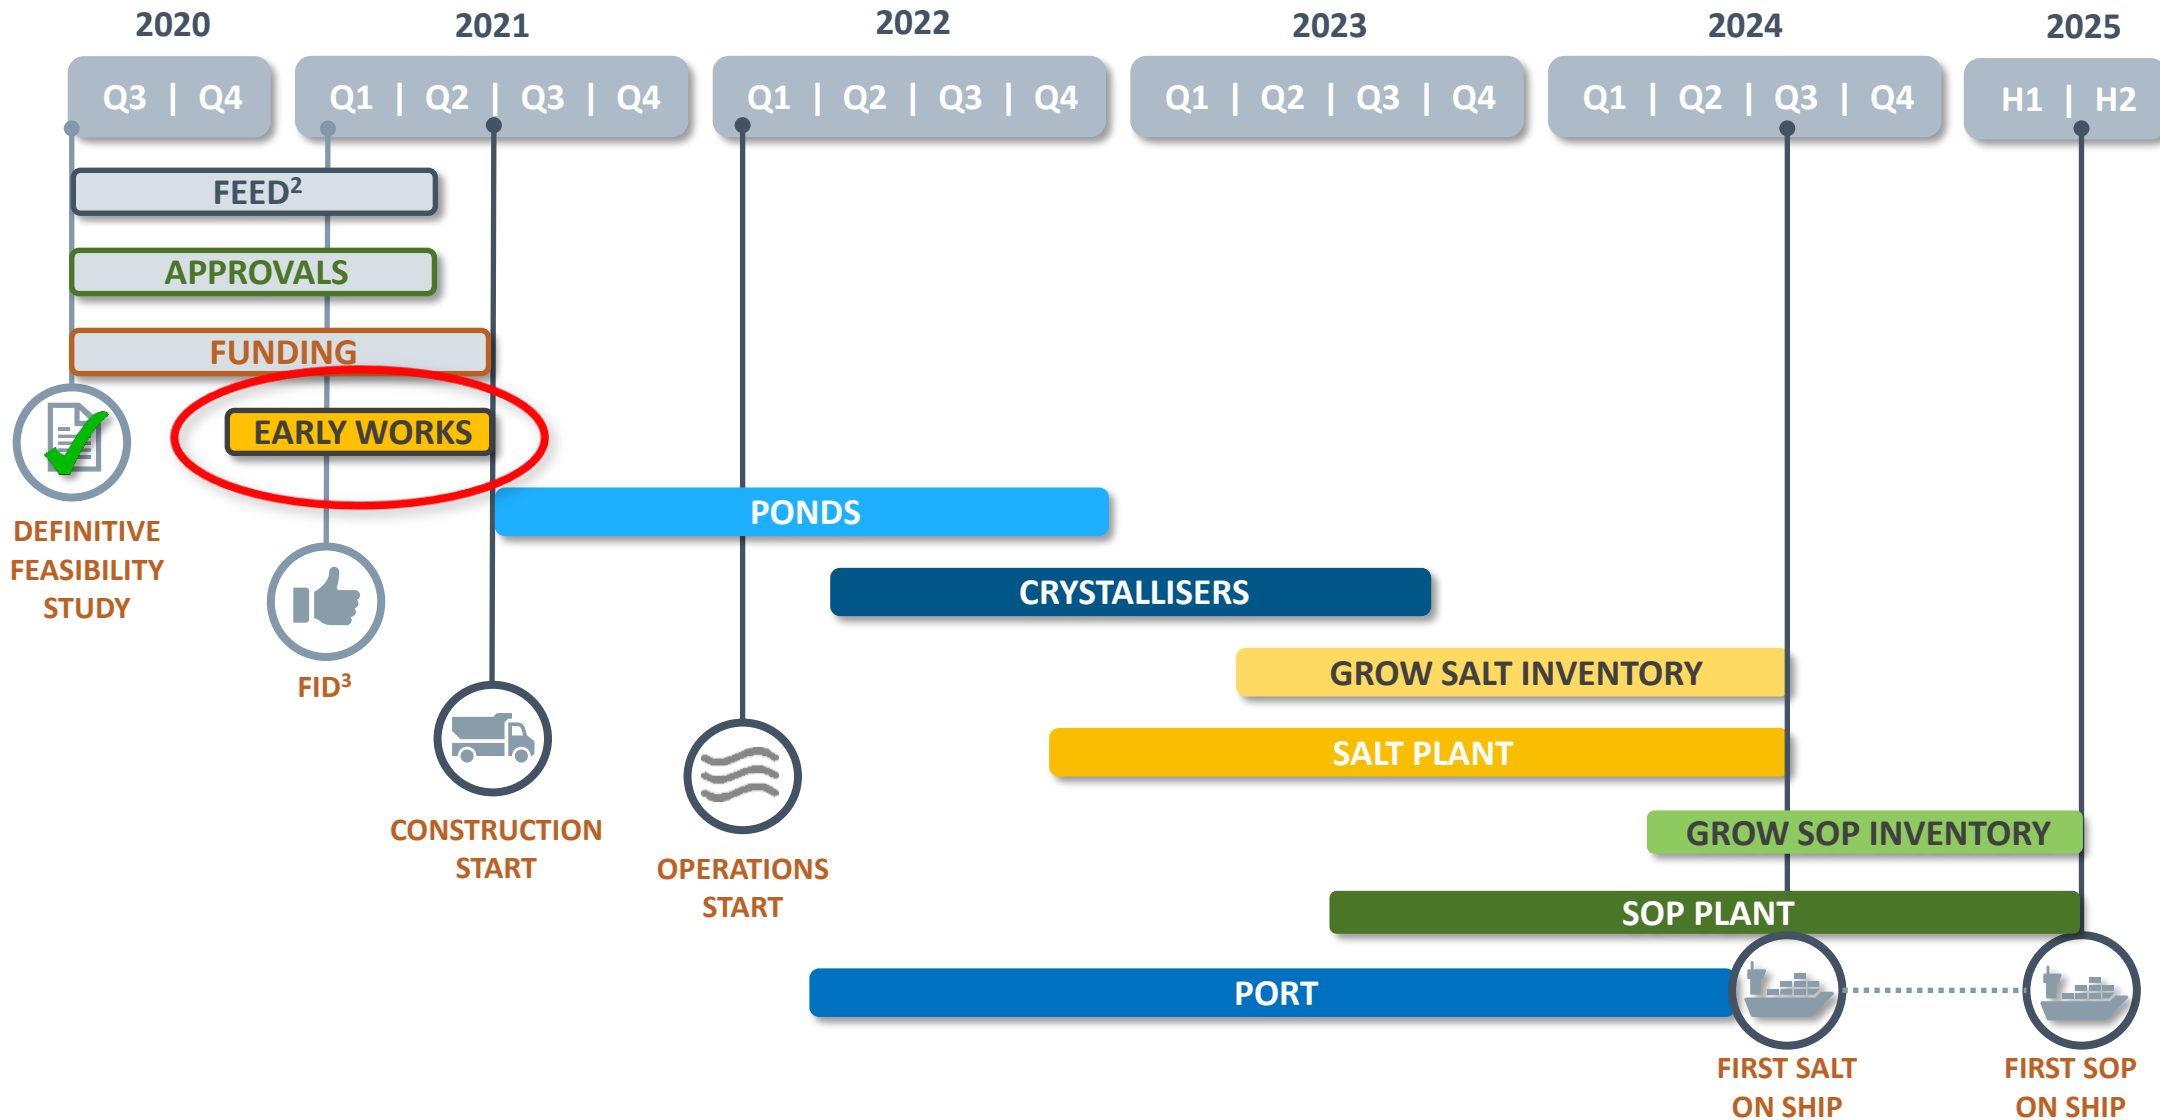 2020 2021 2022 2023 2024 2025
Q3 | Q4 Q1 | Q2 | Q3 | Q4 Q1 | Q2 | Q3 | Q4 Q1 | Q2 | Q3 | Q4 Q1 | Q2 | Q3 | Q4 H1 | H2
FEED²
APPROVALS
FUNDING
EARLY WORKS
DEFINITIVE
FEASIBILITY
STUDY
PONDS
CRYSTALLISERS
FID³
GROW SALT INVENTORY
SALT PLANT
CONSTRUCTION
START
OPERATIONS
START
GROW SOP INVENTORY
SOP PLANT
PORT
FIRST SALT
ON SHIP
FIRST SOP
ON SHIP